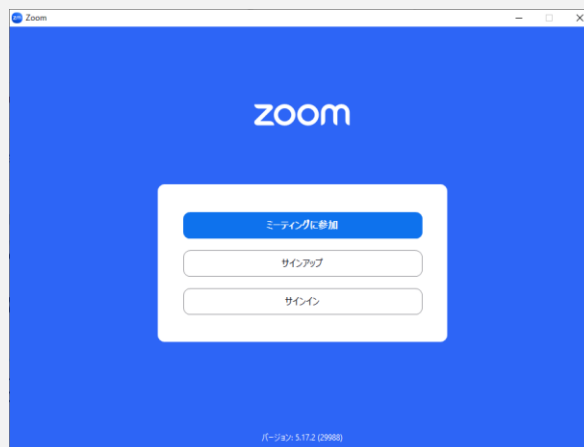 Zoom
zoom
ミーティングに参加
サインアップ
サインイン
バージョン: 5.17.2 (29988)